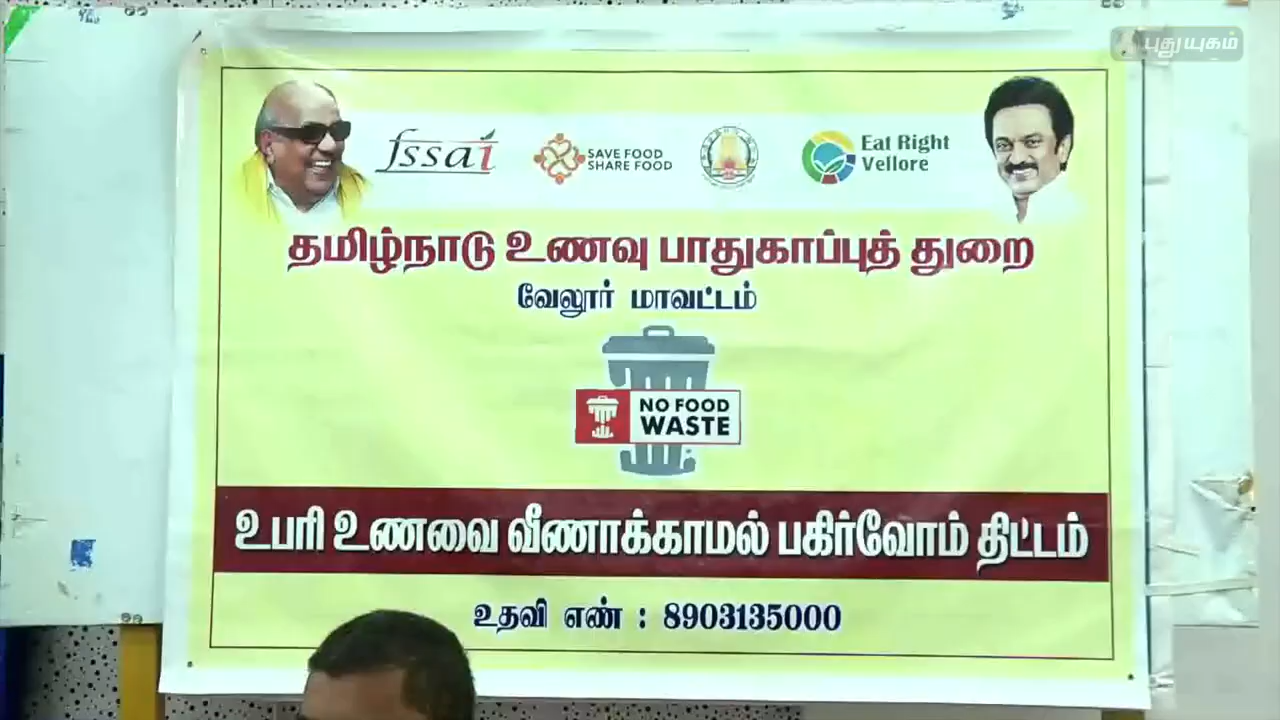 புதுயுகம்
fssai
SAVE FOOD
SHARE FOOD
Eat Right
Vellore
தமிழ்நாடு உணவு பாதுகாப்புத் துறை
வேலூர் மாவட்டம்
NO FOOD
WASTE
உபரி உணவை வீணாக்காமல் பகிர்வோம் திட்டம்
உதவி எண் : 8903135000